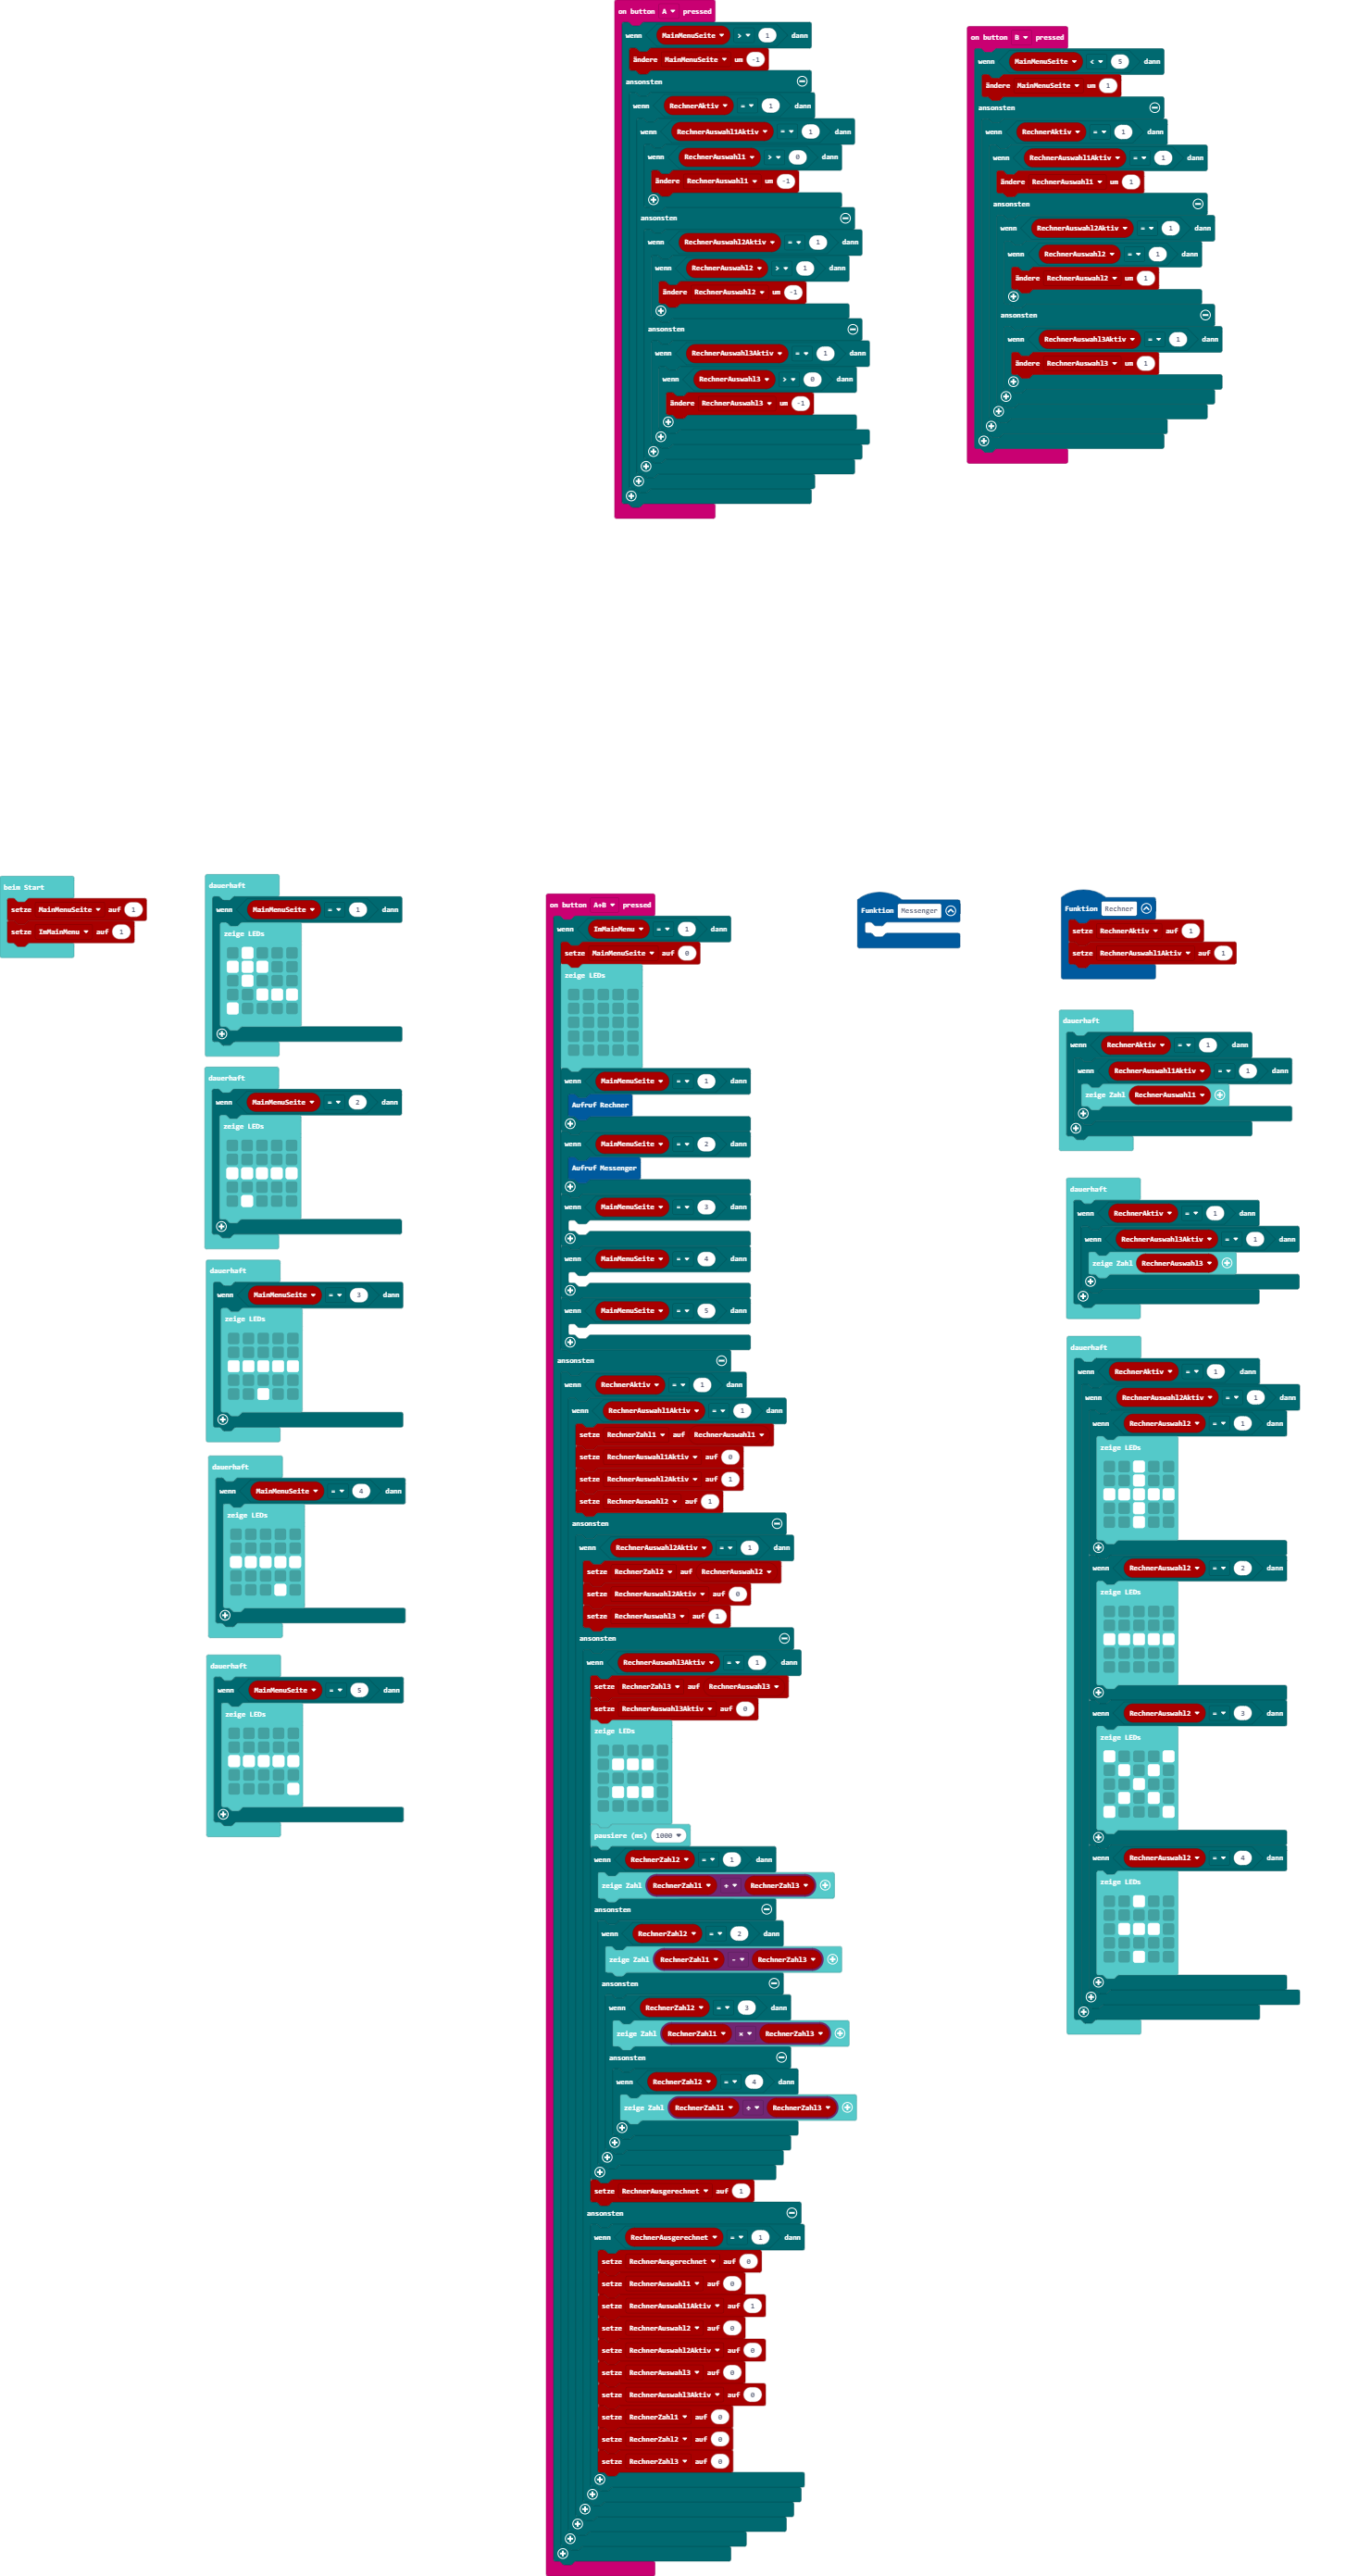 on button A pressed
wenn MainMenuSeite > 1 dann
ändere MainMenuSeite um -1
ansonsten
wenn RechnerAktiv = 1 dann
wenn RechnerAuswahl1Aktiv = 1 dann
wenn RechnerAuswahl1 > 0 dann
ändere RechnerAuswahl1 um -1
ansonsten
wenn RechnerAuswahl2Aktiv = 1 dann
wenn RechnerAuswahl2 > 1 dann
ändere RechnerAuswahl2 um -1
ansonsten
wenn RechnerAuswahl3Aktiv = 1 dann
wenn RechnerAuswahl3 > 0 dann
ändere RechnerAuswahl3 um -1
on button B pressed
wenn MainMenuSeite < 5 dann
ändere MainMenuSeite um 1
ansonsten
wenn RechnerAktiv = 1 dann
wenn RechnerAuswahl1Aktiv = 1 dann
ändere RechnerAuswahl1 um 1
ansonsten
wenn RechnerAuswahl2Aktiv = 1 dann
wenn RechnerAuswahl2 = 1 dann
ändere RechnerAuswahl2 um 1
ansonsten
wenn RechnerAuswahl3Aktiv = 1 dann
ändere RechnerAuswahl3 um 1
beim Start
setze MainMenuSeite auf 1
setze ImMainMenu auf 1
dauerhaft
wenn MainMenuSeite = 1 dann
zeige LEDs
dauerhaft
wenn MainMenuSeite = 2 dann
zeige LEDs
dauerhaft
wenn MainMenuSeite = 3 dann
zeige LEDs
dauerhaft
wenn MainMenuSeite = 4 dann
zeige LEDs
dauerhaft
wenn MainMenuSeite = 5 dann
zeige LEDs
on button A+B pressed
wenn ImMainMenu = 1 dann
setze MainMenuSeite auf 0
zeige LEDs
wenn MainMenuSeite = 1 dann
Aufruf Rechner
wenn MainMenuSeite = 2 dann
Aufruf Messenger
wenn MainMenuSeite = 3 dann
wenn MainMenuSeite = 4 dann
wenn MainMenuSeite = 5 dann
ansonsten
wenn RechnerAktiv = 1 dann
wenn RechnerAuswahl1Aktiv = 1 dann
setze RechnerZahl1 auf RechnerAuswahl1
setze RechnerAuswahl1Aktiv auf 0
setze RechnerAuswahl2Aktiv auf 1
setze RechnerAuswahl2 auf 1
ansonsten
wenn RechnerAuswahl2Aktiv = 1 dann
setze RechnerZahl2 auf RechnerAuswahl2
setze RechnerAuswahl2Aktiv auf 0
setze RechnerAuswahl3 auf 1
ansonsten
wenn RechnerAuswahl3Aktiv = 1 dann
setze RechnerZahl3 auf RechnerAuswahl3
setze RechnerAuswahl3Aktiv auf 0
zeige LEDs
pausiere (ms) 1000
wenn RechnerZahl2 = 1 dann
zeige Zahl RechnerZahl1 + RechnerZahl3
ansonsten
wenn RechnerZahl2 = 2 dann
zeige Zahl RechnerZahl1 - RechnerZahl3
ansonsten
wenn RechnerZahl2 = 3 dann
zeige Zahl RechnerZahl1 × RechnerZahl3
ansonsten
wenn RechnerZahl2 = 4 dann
zeige Zahl RechnerZahl1 ÷ RechnerZahl3
setze RechnerAusgerechnet auf 1
ansonsten
wenn RechnerAusgerechnet = 1 dann
setze RechnerAusgerechnet auf 0
setze RechnerAuswahl1 auf 0
setze RechnerAuswahl1Aktiv auf 1
setze RechnerAuswahl2 auf 0
setze RechnerAuswahl2Aktiv auf 0
setze RechnerAuswahl3 auf 0
setze RechnerAuswahl3Aktiv auf 0
setze RechnerZahl1 auf 0
setze RechnerZahl2 auf 0
setze RechnerZahl3 auf 0
Funktion Messenger
Funktion Rechner
setze RechnerAktiv auf 1
setze RechnerAuswahl1Aktiv auf 1
dauerhaft
wenn RechnerAktiv = 1 dann
wenn RechnerAuswahl1Aktiv = 1 dann
zeige Zahl RechnerAuswahl1
dauerhaft
wenn RechnerAktiv = 1 dann
wenn RechnerAuswahl3Aktiv = 1 dann
zeige Zahl RechnerAuswahl3
dauerhaft
wenn RechnerAktiv = 1 dann
wenn RechnerAuswahl2Aktiv = 1 dann
wenn RechnerAuswahl2 = 1 dann
zeige LEDs
wenn RechnerAuswahl2 = 2 dann
zeige LEDs
wenn RechnerAuswahl2 = 3 dann
zeige LEDs
wenn RechnerAuswahl2 = 4 dann
zeige LEDs